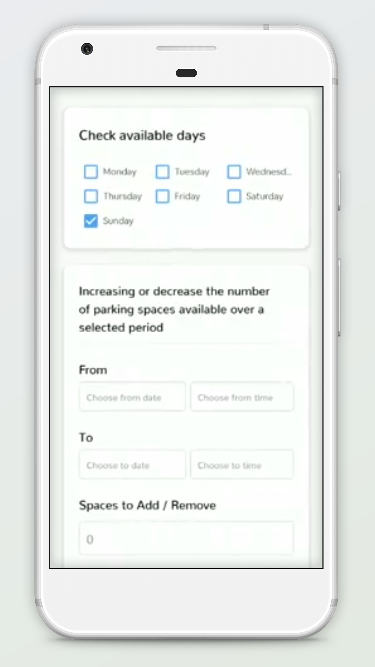 Check available days
Monday Tuesday Wednesd...
Thursday Friday Saturday
Sunday
Increasing or decrease the number
of parking spaces available over a
selected period
From
Choose from date Choose from time
To
Choose to date Choose to time
Spaces to Add / Remove
0